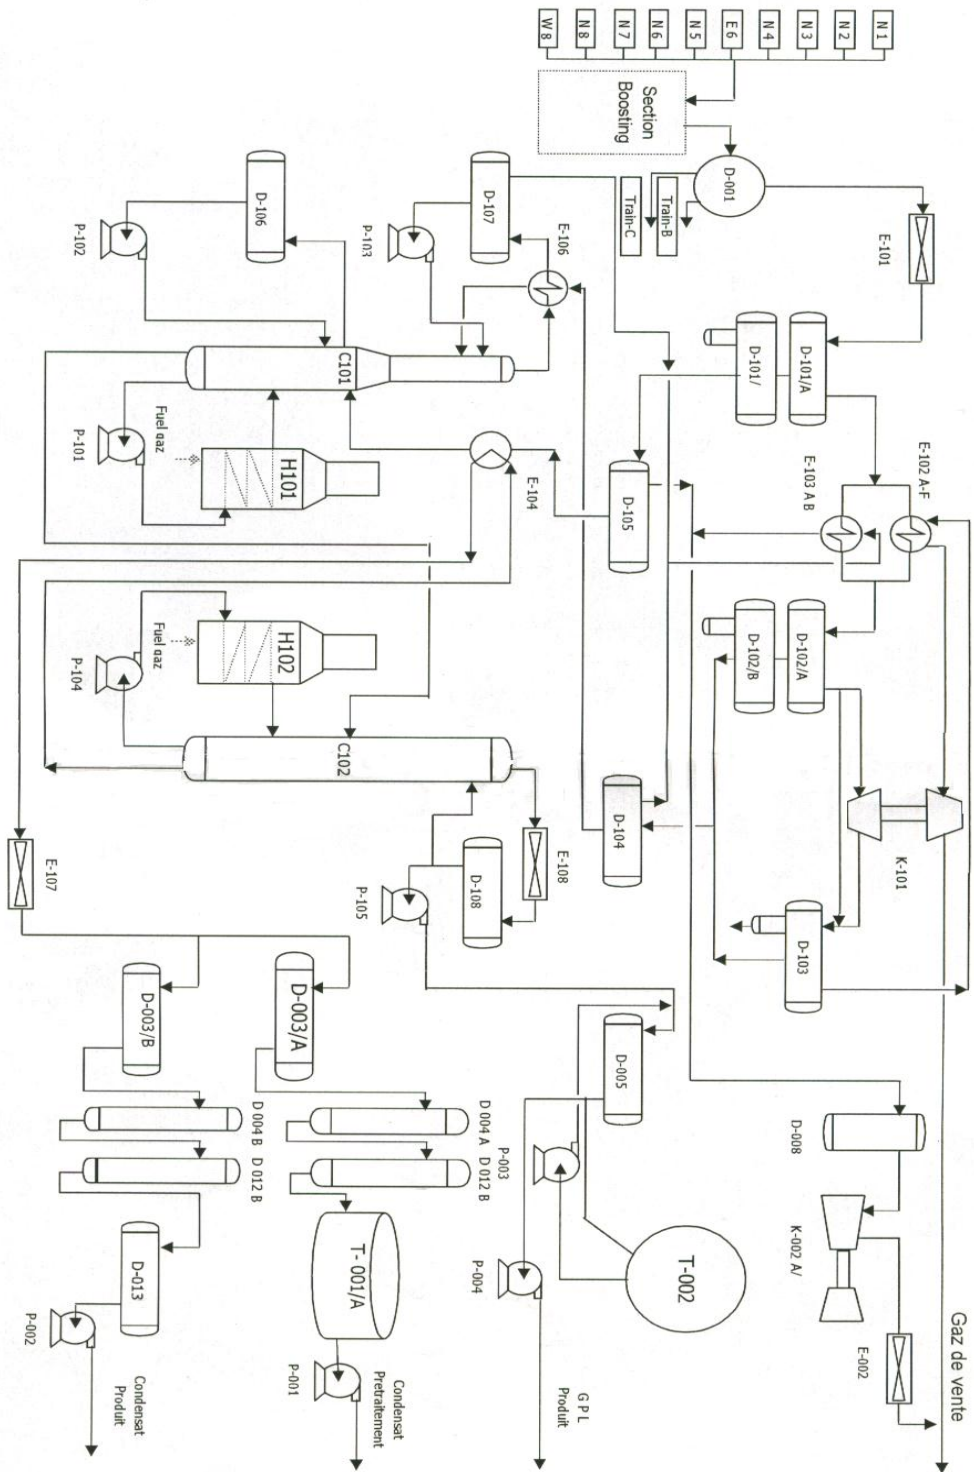 N1
N2
N3
N4
N5
E6
N6
N7
N8
W8
Section
Boosting
D-001
Train-B
Train-C
E-101
D-101/A
D-101/
E-102 A-F
E-103 A B
D-102/A
D-102/B
K-101
D-103
D-104
D-105
E-104
E-106
D-107
P-103
D-106
P-102
C101
P-101
Fuel gaz
H101
H102
Fuel gaz
P-104
C102
E-108
D-108
P-105
E-107
D-003/A
D-003/B
D 004 A
D 012 B
D 004 B
D 012 B
D-013
P-002
Condensat
Produit
T- 001/A
P-001
Condensat
Pretraitement
D-005
P-003
P-004
T-002
G P L
Produit
D-008
K-002 A/
E-002
Gaz de vente